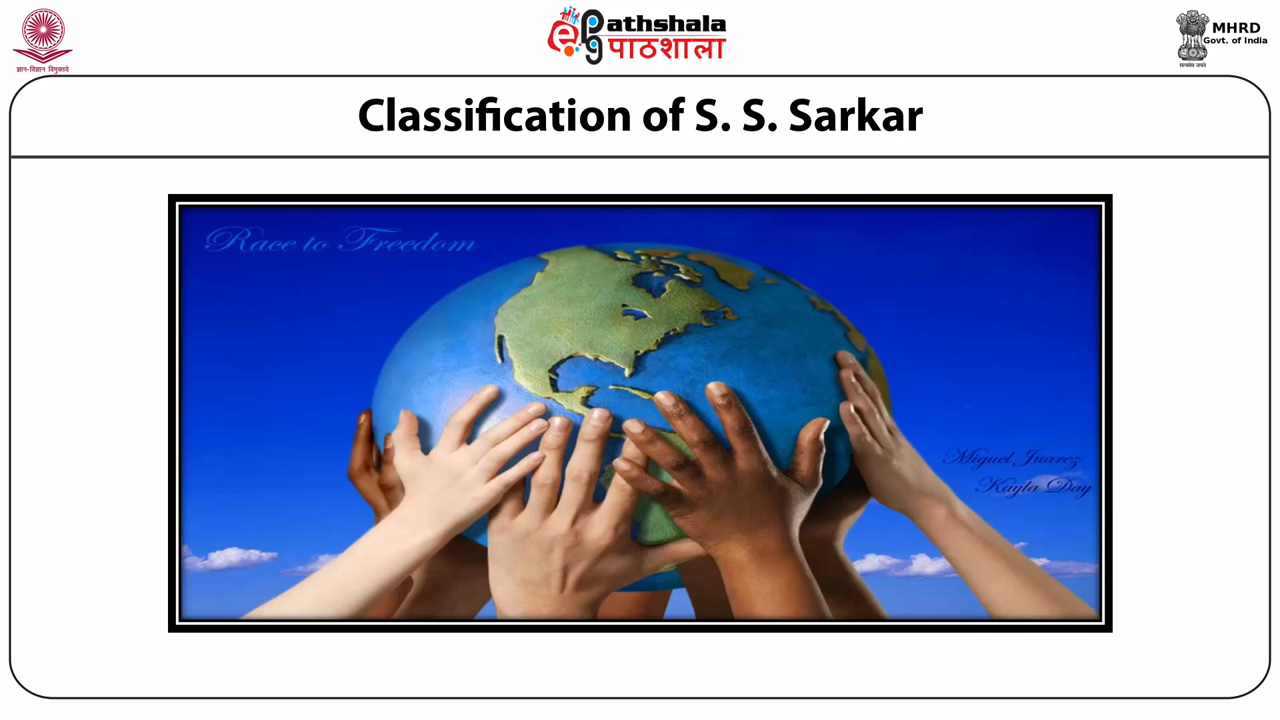 ज्ञान-विज्ञान विमुक्तये
ePG athshala
पाठशाला
MHRD
Govt. of India
सत्यमेव जयते
Classification of S. S. Sarkar
Race to Freedom
Miguel Juarez
Kayla Day